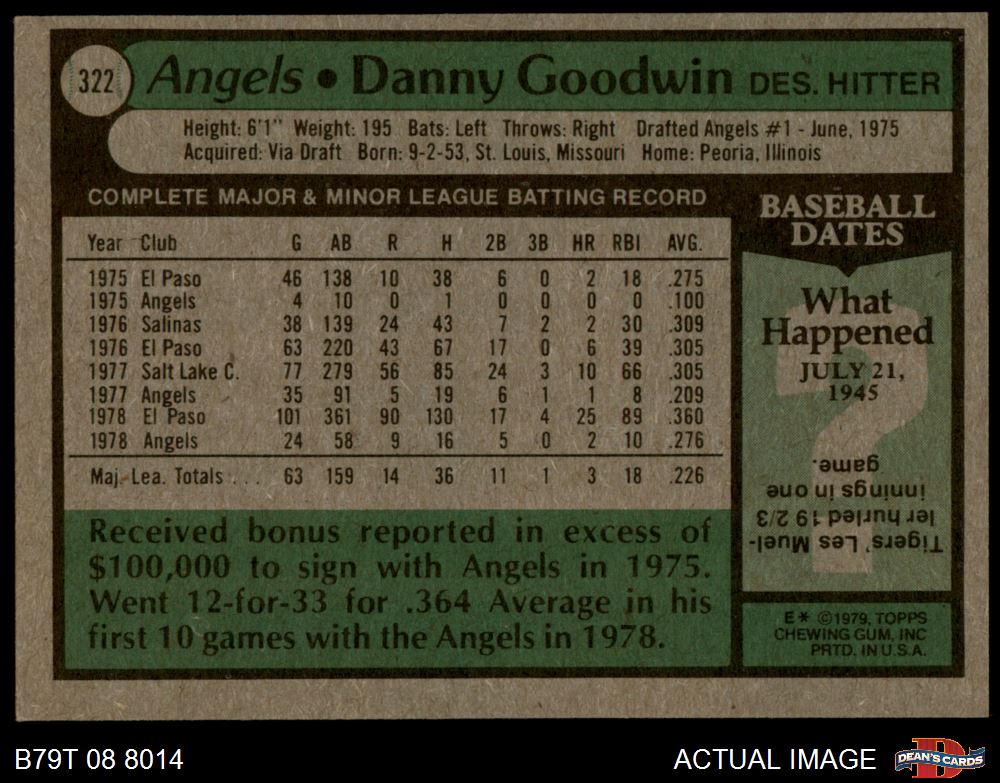 322 Angels • Danny Goodwin DES. HITTER
Height: 6'1" Weight: 195 Bats: Left Throws: Right Drafted Angels #1 - June, 1975
Acquired: Via Draft Born: 9-2-53, St. Louis, Missouri Home: Peoria, Illinois
COMPLETE MAJOR & MINOR LEAGUE BATTING RECORD
Year Club G AB R H 2B 3B HR RBI AVG.
1975 El Paso 46 138 10 38 6 0 2 18 .275
1975 Angels 4 10 0 1 0 0 0 0 .100
1976 Salinas 38 139 24 43 7 2 2 30 .309
1976 El Paso 63 220 43 67 17 0 6 39 .305
1977 Salt Lake C. 77 279 56 85 24 3 10 66 .305
1977 Angels 35 91 5 19 6 1 1 8 .209
1978 El Paso 101 361 90 130 17 4 25 89 .360
1978 Angels 24 58 9 16 5 0 2 10 .276
Maj. Lea. Totals . . . 63 159 14 36 11 1 3 18 .226
Received bonus reported in excess of
$100,000 to sign with Angels in 1975.
Went 12-for-33 for .364 Average in his
first 10 games with the Angels in 1978.
BASEBALL
DATES
What
Happened
JULY 21,
1945
?
Tigers' Les Muel-
ler hurled 19 2/3
innings in one
game.
E* ©1979, TOPPS
CHEWING GUM, INC
PRTD. IN U.S.A.
B79T 08 8014
ACTUAL IMAGE
D
DEAN'S CARDS